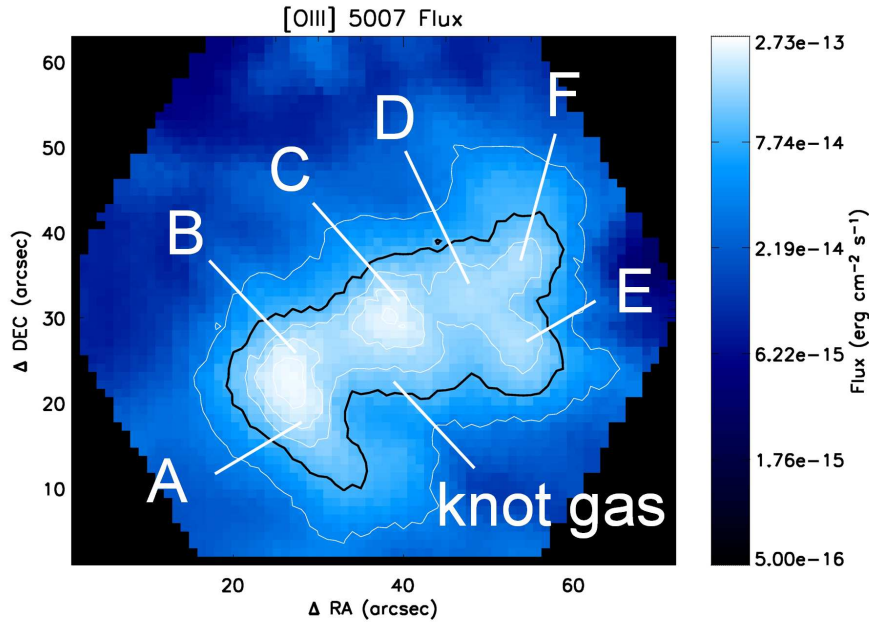 [OIII] 5007 Flux
60
50
40
30
20
10
Δ DEC (arcsec)
20
40
60
Δ RA (arcsec)
A
B
C
D
F
E
knot gas
2.73e−13
7.74e−14
2.19e−14
6.22e−15
1.76e−15
5.00e−16
Flux (erg cm⁻² s⁻¹)